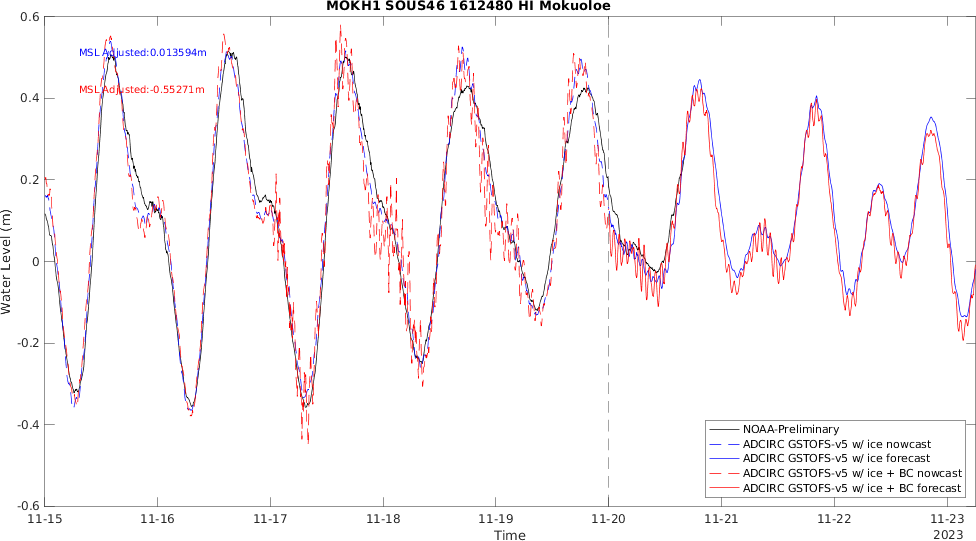 MOKH1 SOUS46 1612480 HI Mokuoloe
0.6
MSL Adjusted:0.013594m
MSL Adjusted:-0.55271m
0.4
0.2
0
-0.2
-0.4
-0.6
Water Level (m)
NOAA-Preliminary
ADCIRC GSTOFS-v5 w/ ice nowcast
ADCIRC GSTOFS-v5 w/ ice forecast
ADCIRC GSTOFS-v5 w/ ice + BC nowcast
ADCIRC GSTOFS-v5 w/ ice + BC forecast
11-15 11-16 11-17 11-18 11-19 11-20 11-21 11-22 11-23
Time
2023